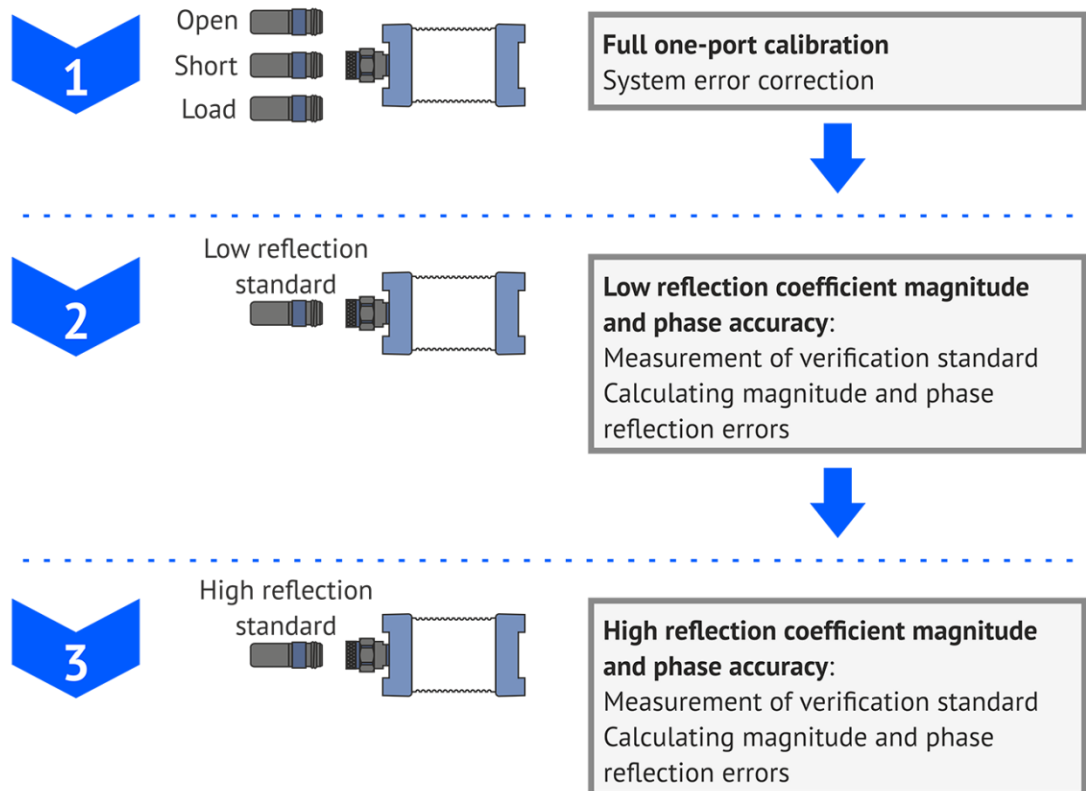 1
Open
Short
Load
Full one-port calibration
System error correction
2
Low reflection
standard
Low reflection coefficient magnitude
and phase accuracy:
Measurement of verification standard
Calculating magnitude and phase
reflection errors
3
High reflection
standard
High reflection coefficient magnitude
and phase accuracy:
Measurement of verification standard
Calculating magnitude and phase
reflection errors